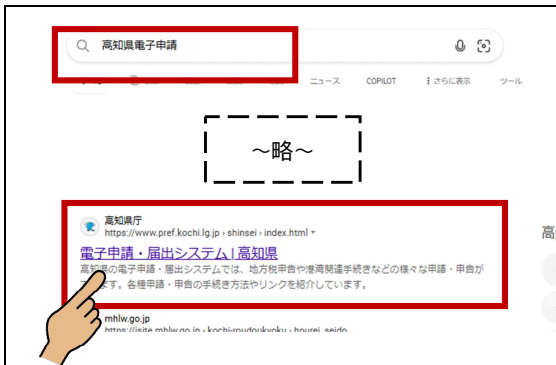 高知県電子申請
ニュース COPILOT さらに表示 ツール
～略～
高知県庁
https://www.pref.kochi.lg.jp › shinsei › index.html
電子申請・届出システム | 高知県
高知県の電子申請・届出システムでは、地方税申告や港湾関連手続きなどの様々な申請・申告が
ます。各種申請・申告の手続き方法やリンクを紹介しています。
mhlw.go.jp
https://jsite.mhlw.go.jp › kochi-roudoukyoku › hourei_seido
高